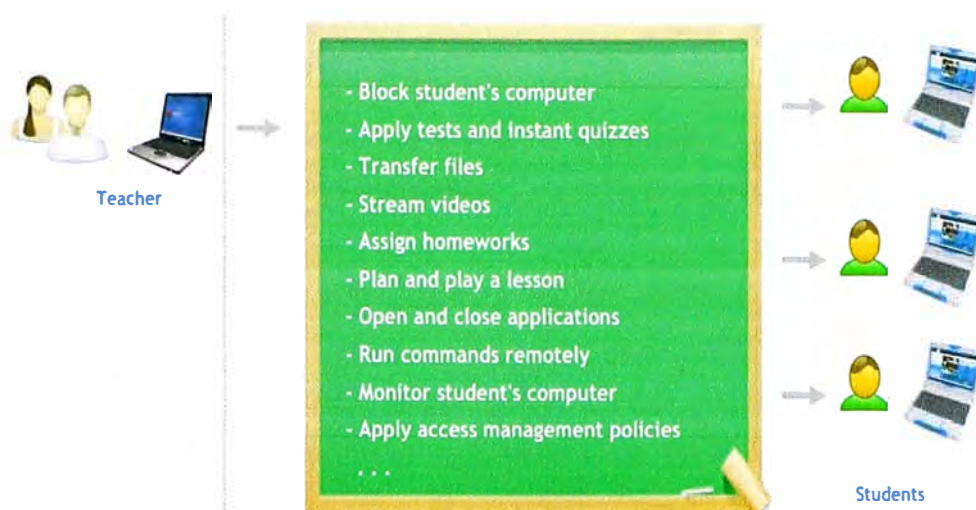 Teacher
- Block student's computer
- Apply tests and instant quizzes
- Transfer files
- Stream videos
- Assign homeworks
- Plan and play a lesson
- Open and close applications
- Run commands remotely
- Monitor student's computer
- Apply access management policies
. . .
Students